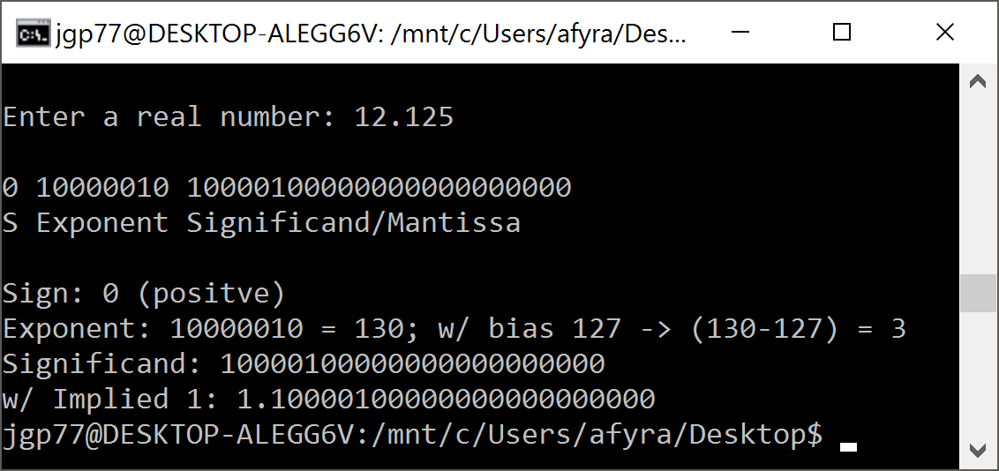 jgp77@DESKTOP-ALEGG6V: /mnt/c/Users/afyra/Des...
Enter a real number: 12.125
0 10000010 10000100000000000000000
S Exponent Significand/Mantissa
Sign: 0 (positve)
Exponent: 10000010 = 130; w/ bias 127 -> (130-127) = 3
Significand: 10000100000000000000000
w/ Implied 1: 1.10000100000000000000000
jgp77@DESKTOP-ALEGG6V:/mnt/c/Users/afyra/Desktop$